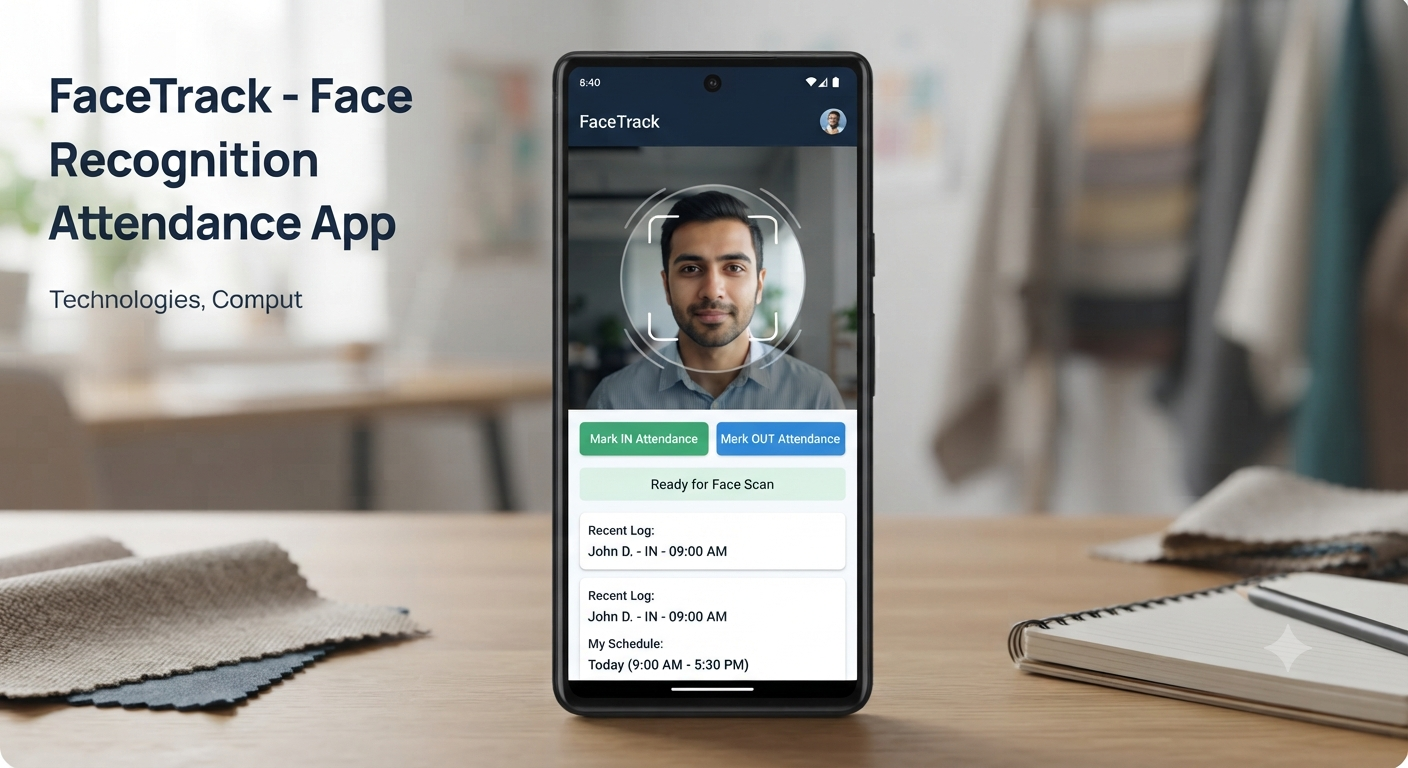 FaceTrack - Face
Recognition
Attendance App
Technologies, Comput
8:40
FaceTrack
Mark IN Attendance
Merk OUT Attendance
Ready for Face Scan
Recent Log:
John D. - IN - 09:00 AM
Recent Log:
John D. - IN - 09:00 AM
My Schedule:
Today (9:00 AM - 5:30 PM)